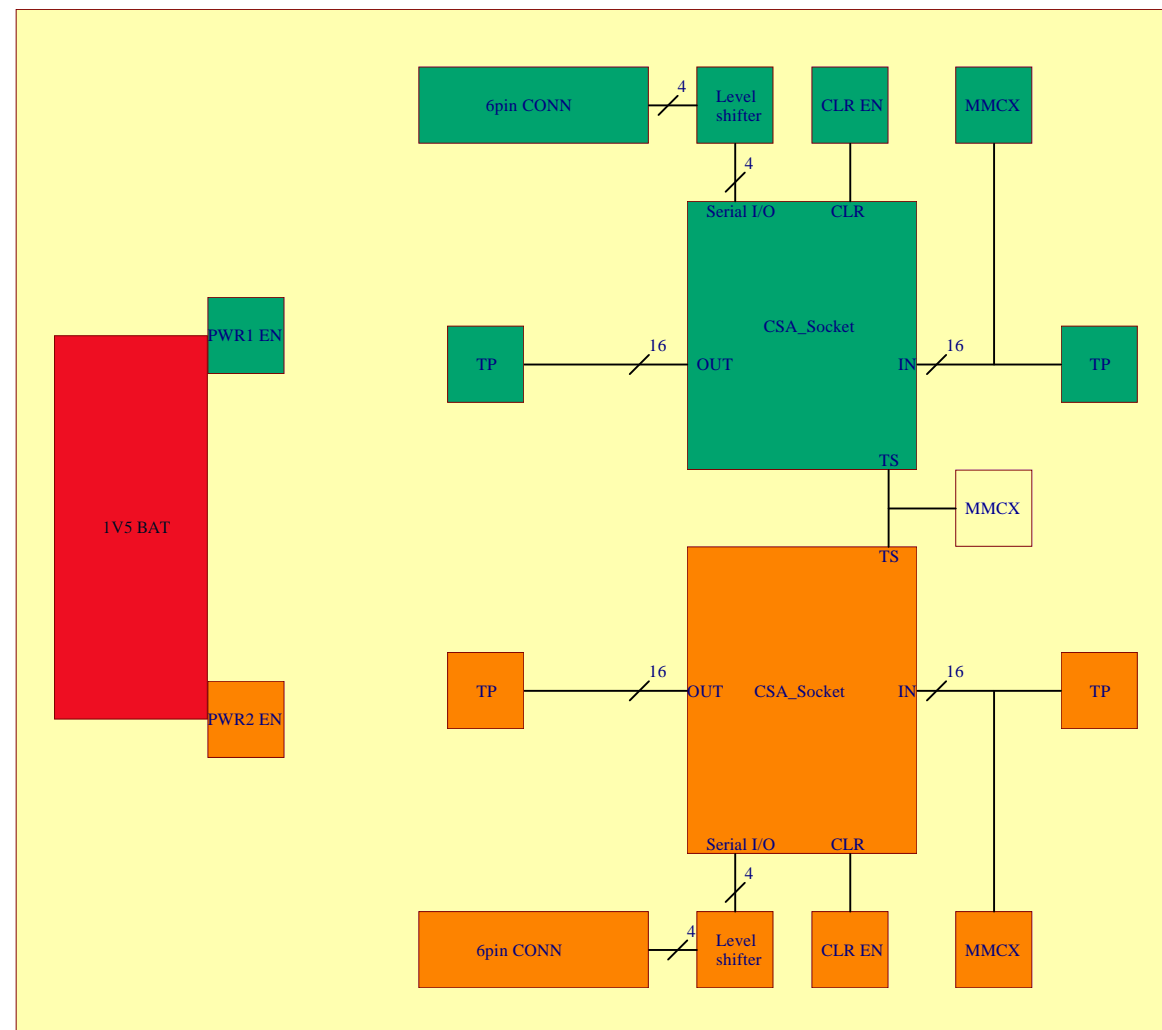 6pin CONN
4
Level
shifter
CLR EN
MMCX
4
Serial I/O
CLR
PWR1 EN
CSA_Socket
TP
16
OUT
IN
16
TP
TS
1V5 BAT
MMCX
TS
TP
16
OUT
CSA_Socket
IN
16
TP
PWR2 EN
Serial I/O
CLR
4
6pin CONN
4
Level
shifter
CLR EN
MMCX